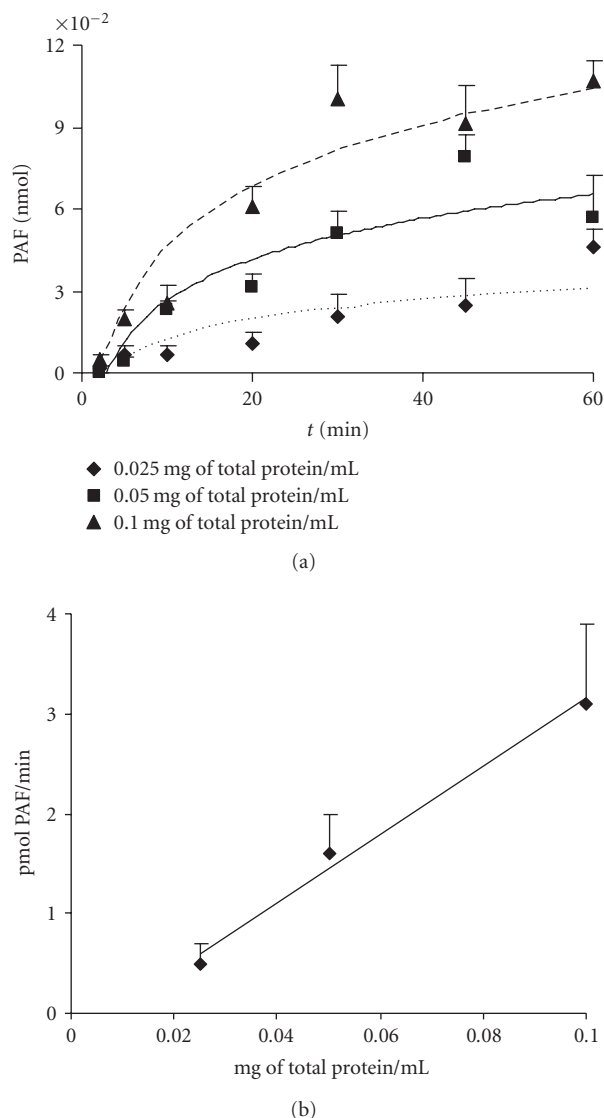 ×10⁻²
12
9
6
3
0
PAF (nmol)
0 20 40 60
t (min)
0.025 mg of total protein/mL
0.05 mg of total protein/mL
0.1 mg of total protein/mL
(a)
4
3
2
1
0
pmol PAF/min
0 0.02 0.04 0.06 0.08 0.1
mg of total protein/mL
(b)